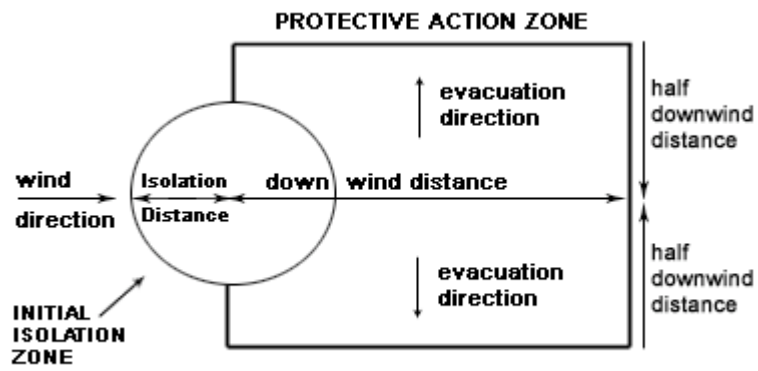 PROTECTIVE ACTION ZONE
evacuation
direction
half
downwind
distance
wind
direction
Isolation
Distance
down wind distance
evacuation
direction
half
downwind
distance
INITIAL
ISOLATION
ZONE